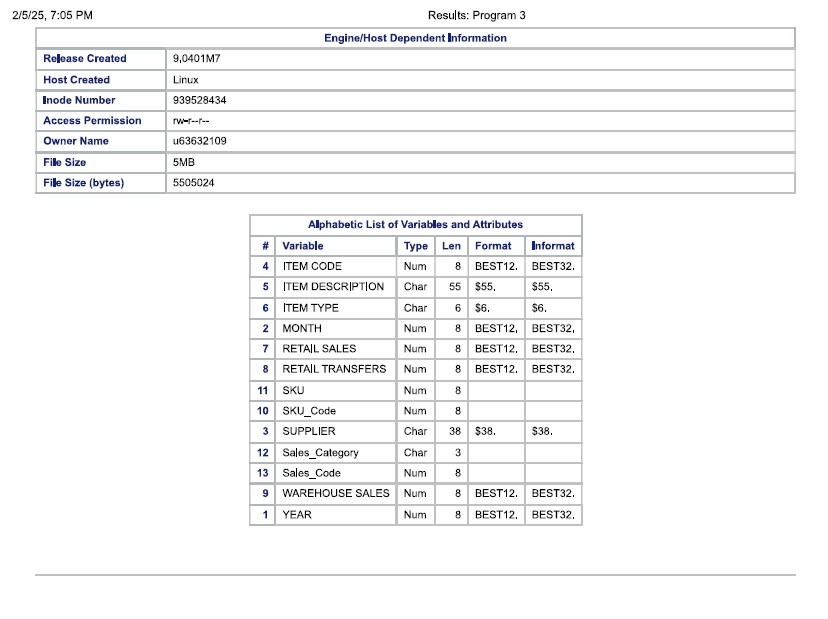 2/5/25, 7:05 PM Results: Program 3
Engine/Host Dependent Information
Release Created 9.0401M7
Host Created Linux
Inode Number 939528434
Access Permission rw-r--r--
Owner Name u63632109
File Size 5MB
File Size (bytes) 5505024
Alphabetic List of Variables and Attributes
# Variable Type Len Format Informat
4 ITEM CODE Num 8 BEST12. BEST32.
5 ITEM DESCRIPTION Char 55 $55. $55.
6 ITEM TYPE Char 6 $6. $6.
2 MONTH Num 8 BEST12. BEST32.
7 RETAIL SALES Num 8 BEST12. BEST32.
8 RETAIL TRANSFERS Num 8 BEST12. BEST32.
11 SKU Num 8
10 SKU_Code Num 8
3 SUPPLIER Char 38 $38. $38.
12 Sales_Category Char 3
13 Sales_Code Num 8
9 WAREHOUSE SALES Num 8 BEST12. BEST32.
1 YEAR Num 8 BEST12. BEST32.